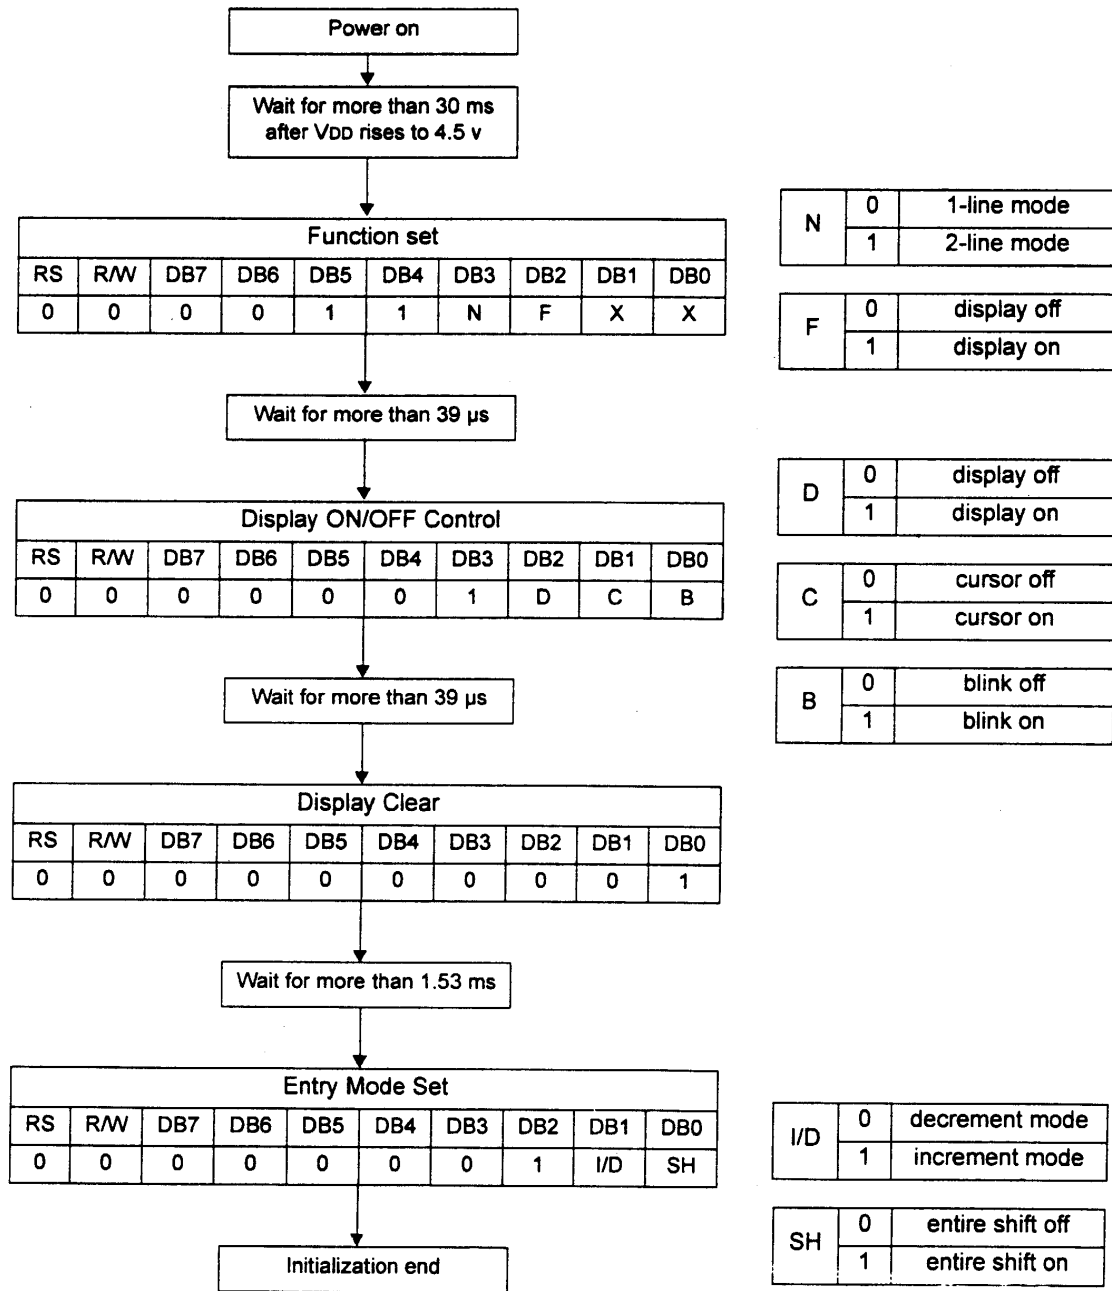 Power on
Wait for more than 30 ms
after VDD rises to 4.5 v
Function set
RS R/W DB7 DB6 DB5 DB4 DB3 DB2 DB1 DB0
0 0 0 0 1 1 N F X X
N 0 1-line mode
1 2-line mode
F 0 display off
1 display on
Wait for more than 39 µs
Display ON/OFF Control
RS R/W DB7 DB6 DB5 DB4 DB3 DB2 DB1 DB0
0 0 0 0 0 0 1 D C B
D 0 display off
1 display on
C 0 cursor off
1 cursor on
B 0 blink off
1 blink on
Wait for more than 39 µs
Display Clear
RS R/W DB7 DB6 DB5 DB4 DB3 DB2 DB1 DB0
0 0 0 0 0 0 0 0 0 1
Wait for more than 1.53 ms
Entry Mode Set
RS R/W DB7 DB6 DB5 DB4 DB3 DB2 DB1 DB0
0 0 0 0 0 0 0 1 I/D SH
I/D 0 decrement mode
1 increment mode
SH 0 entire shift off
1 entire shift on
Initialization end